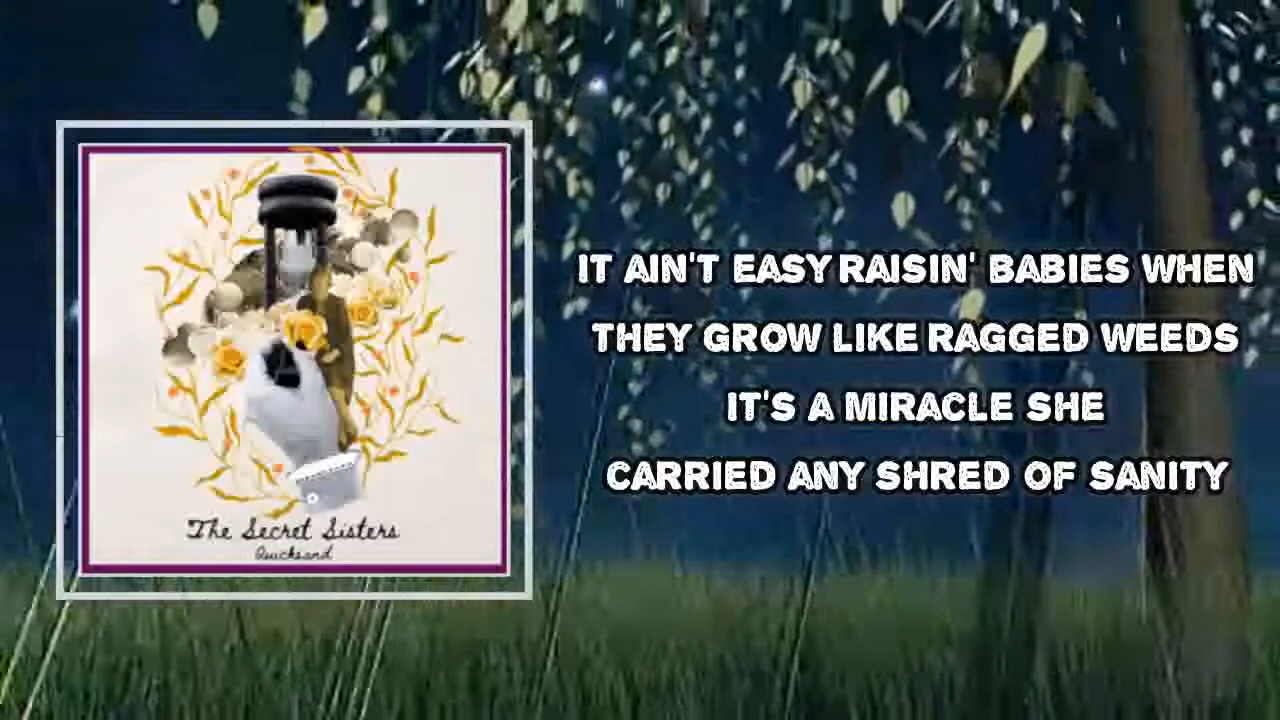 The Secret Sisters
Quicksand
IT AIN'T EASY RAISIN' BABIES WHEN
THEY GROW LIKE RAGGED WEEDS
IT'S A MIRACLE SHE
CARRIED ANY SHRED OF SANITY